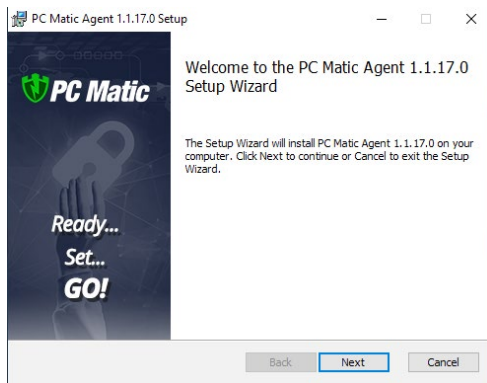 PC Matic Agent 1.1.17.0 Setup
PC Matic
Ready...
Set...
GO!
Welcome to the PC Matic Agent 1.1.17.0
Setup Wizard
The Setup Wizard will install PC Matic Agent 1.1.17.0 on your
computer. Click Next to continue or Cancel to exit the Setup
Wizard.
Back Next Cancel